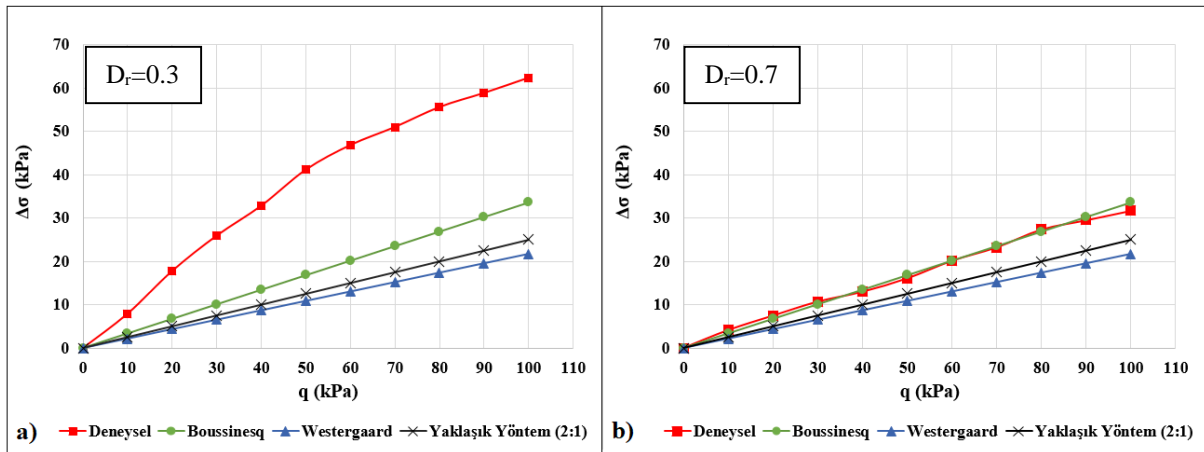 Dr=0.3
70
60
50
40
30
20
10
0
Δσ (kPa)
0 10 20 30 40 50 60 70 80 90 100 110
q (kPa)
a) Deneysel Boussinesq Westergaard Yaklaşık Yöntem (2:1)
Dr=0.7
70
60
50
40
30
20
10
0
Δσ (kPa)
0 10 20 30 40 50 60 70 80 90 100 110
q (kPa)
b) Deneysel Boussinesq Westergaard Yaklaşık Yöntem (2:1)